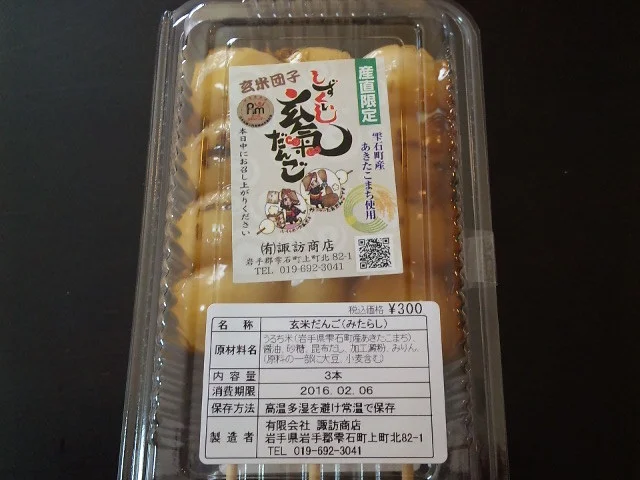 産直限定
玄米団子
しずくいし
玄氣
だんご
Pim
本日中にお召し上がりください
雫石町産
あきたこまち使用
(有)諏訪商店
岩手郡雫石町上町北82-1
TEL 019-692-3041
税込価格 ¥300
名称 玄米だんご(みたらし)
原材料名 うるち米(岩手県雫石町産あきたこまち)、
醤油、砂糖、昆布だし、加工澱粉、みりん、
(原料の一部に大豆、小麦含む)
内容量 3本
消費期限 2016.02.06
保存方法 高温多湿を避け常温で保存
製造者 有限会社 諏訪商店
岩手県岩手郡雫石町上町北82-1
TEL 019-692-3041